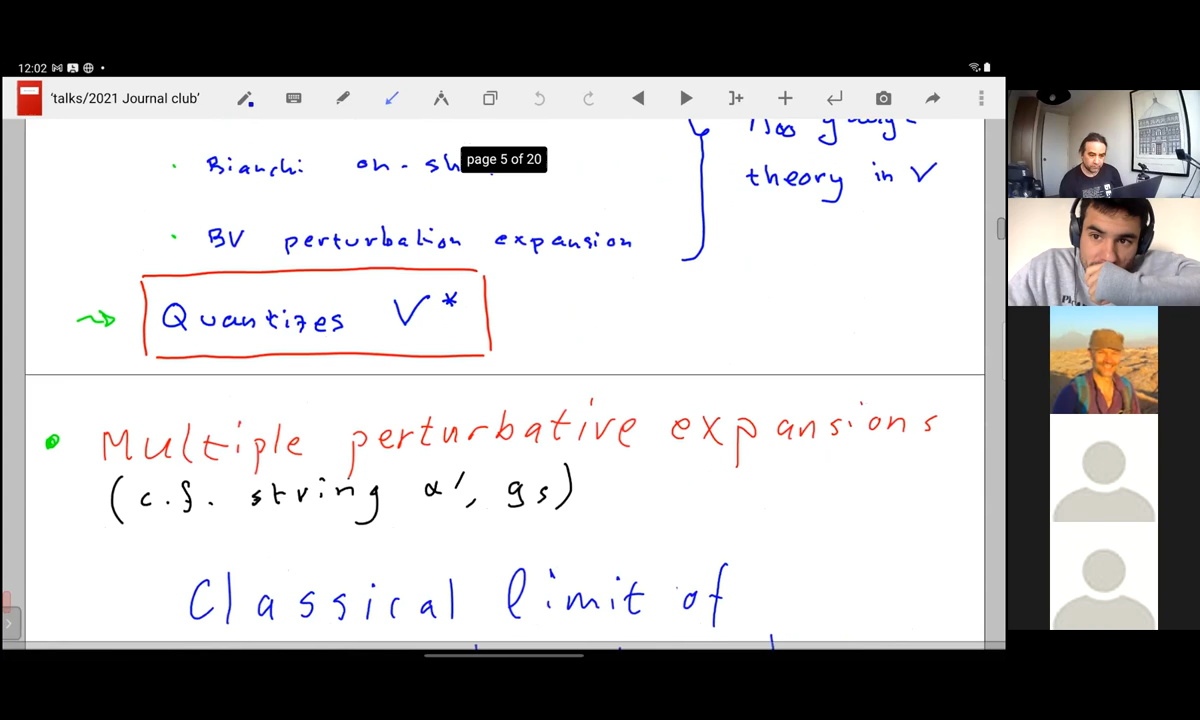 12:02
'talks/2021 Journal club'
theory in V
Bianchi on-sh
page 5 of 20
BV perturbation expansion
Quantizes V*
Multiple perturbative expansions
(c.f. string α', gs)
Classical limit of